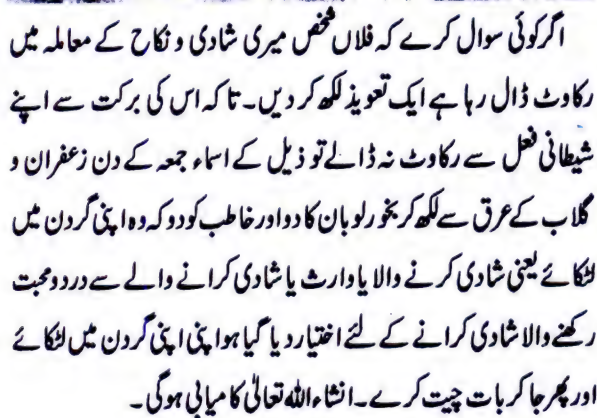 اگر کوئی سوال کرے کہ فلاں شخص میری شادی و نکاح کے معاملہ میں
رکاوٹ ڈال رہا ہے ایک تعویذ لکھ کر دیں۔ تا کہ اس کی برکت سے اپنے
شیطانی فعل سے رکاوٹ نہ ڈالے تو ذیل کے اسماء جمعہ کے دن زعفران و
گلاب کے عرق سے لکھ کر بخور لوبان کا دو اور خاطب کو دو کہ وہ اپنی گردن میں
لٹکائے یعنی شادی کرنے والا یا وارث یا شادی کرانے والے سے درد و محبت
رکھنے والا شادی کرانے کے لئے اختیار دیا گیا ہو اپنی اپنی گردن میں لٹکائے
اور پھر جا کر بات چیت کرے۔ انشاء اللہ تعالیٰ کامیابی ہوگی۔